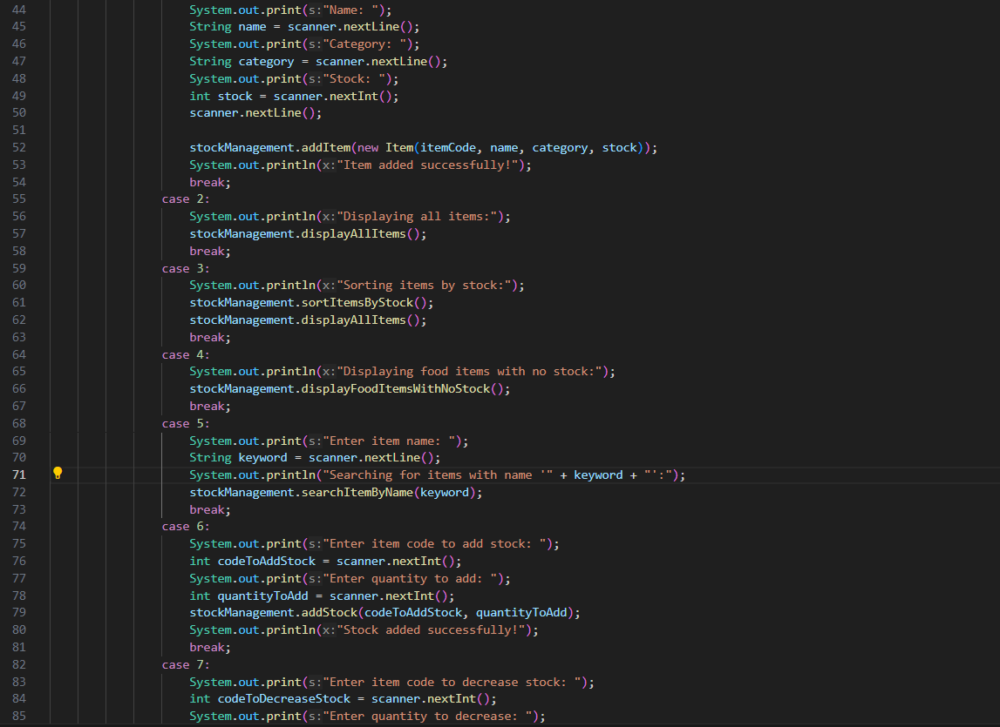 44 System.out.print(s:"Name: ");
45 String name = scanner.nextLine();
46 System.out.print(s:"Category: ");
47 String category = scanner.nextLine();
48 System.out.print(s:"Stock: ");
49 int stock = scanner.nextInt();
50 scanner.nextLine();
51
52 stockManagement.addItem(new Item(itemCode, name, category, stock));
53 System.out.println(x:"Item added successfully!");
54 break;
55 case 2:
56 System.out.println(x:"Displaying all items:");
57 stockManagement.displayAllItems();
58 break;
59 case 3:
60 System.out.println(x:"Sorting items by stock:");
61 stockManagement.sortItemsByStock();
62 stockManagement.displayAllItems();
63 break;
64 case 4:
65 System.out.println(x:"Displaying food items with no stock:");
66 stockManagement.displayFoodItemsWithNoStock();
67 break;
68 case 5:
69 System.out.print(s:"Enter item name: ");
70 String keyword = scanner.nextLine();
71 System.out.println("Searching for items with name '" + keyword + "':");
72 stockManagement.searchItemByName(keyword);
73 break;
74 case 6:
75 System.out.print(s:"Enter item code to add stock: ");
76 int codeToAddStock = scanner.nextInt();
77 System.out.print(s:"Enter quantity to add: ");
78 int quantityToAdd = scanner.nextInt();
79 stockManagement.addStock(codeToAddStock, quantityToAdd);
80 System.out.println(x:"Stock added successfully!");
81 break;
82 case 7:
83 System.out.print(s:"Enter item code to decrease stock: ");
84 int codeToDecreaseStock = scanner.nextInt();
85 System.out.print(s:"Enter quantity to decrease: ");